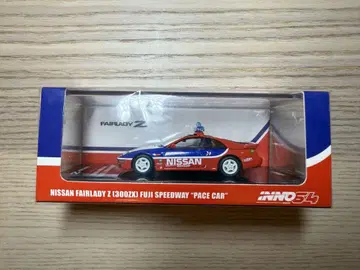 FAIRLADY Z
NISSAN
NISSAN FAIRLADY Z (300ZX) FUJI SPEEDWAY "PACE CAR"
INNO64